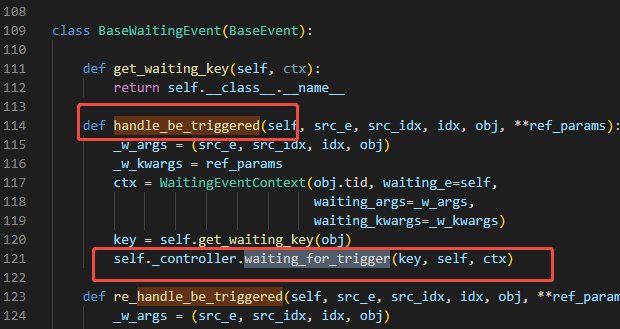 108
109 class BaseWaitingEvent(BaseEvent):
110
111 def get_waiting_key(self, ctx):
112 return self.__class__.__name__
113
114 def handle_be_triggered(self, src_e, src_idx, idx, obj, **ref_params):
115 _w_args = (src_e, src_idx, idx, obj)
116 _w_kwargs = ref_params
117 ctx = WaitingEventContext(obj.tid, waiting_e=self,
118 waiting_args=_w_args,
119 waiting_kwargs=_w_kwargs)
120 key = self.get_waiting_key(obj)
121 self._controller.waiting_for_trigger(key, self, ctx)
122
123 def re_handle_be_triggered(self, src_e, src_idx, idx, obj, **ref_para
124 _w_args = (src_e, src_idx, idx, obj)